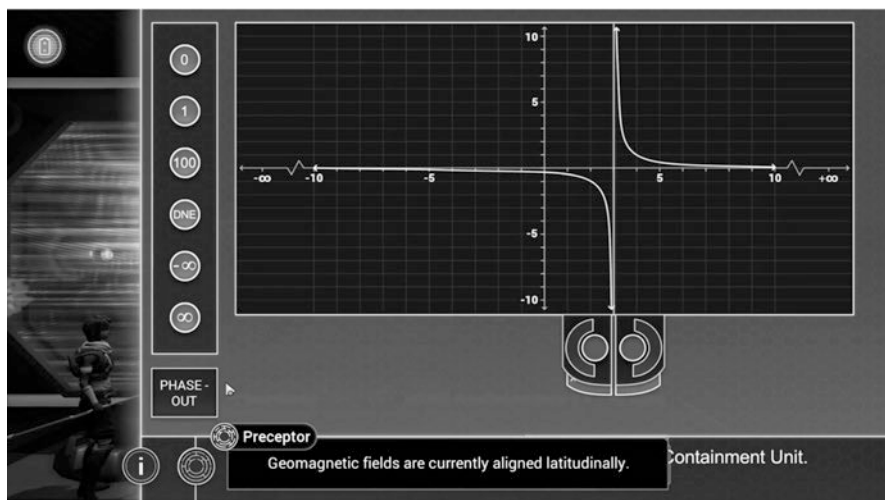 0
1
100
DNE
-∞
∞
PHASE-
OUT
10
5
-∞
-10
-5
5
10
+∞
-5
-10
Preceptor
Geomagnetic fields are currently aligned latitudinally.
Containment Unit.
i